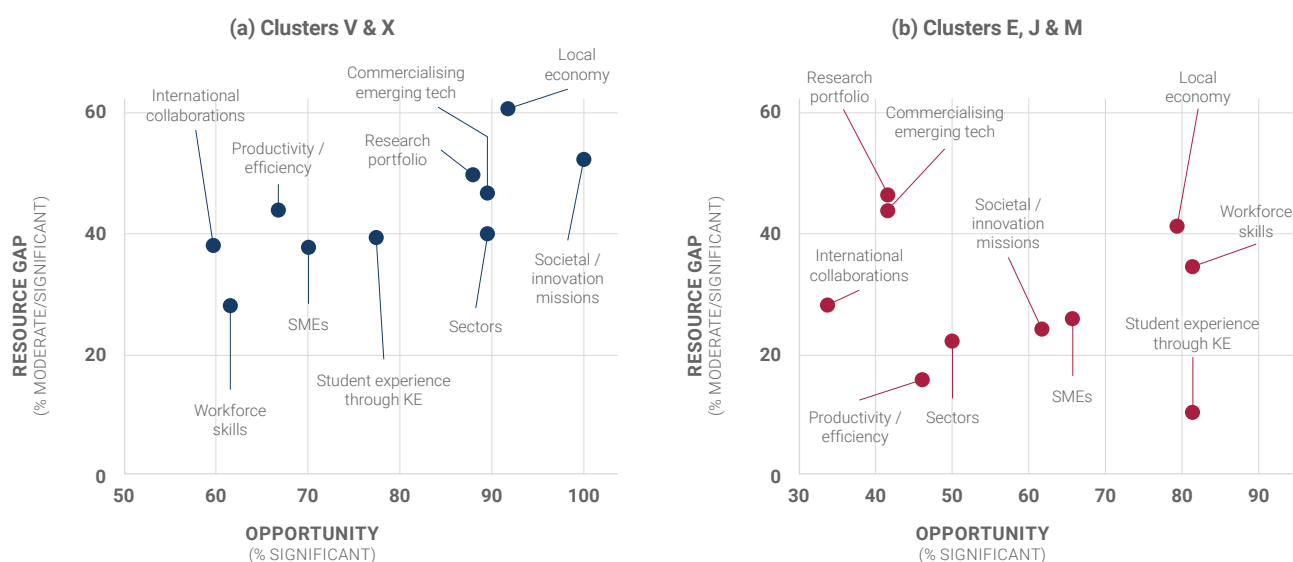 (a) Clusters V & X
Local
economy
Commercialising
emerging tech
International
collaborations
Productivity /
efficiency
Research
portfolio
Societal /
innovation
missions
SMEs
Sectors
Student experience
through KE
Workforce
skills
RESOURCE GAP
(% MODERATE/SIGNIFICANT)
60
40
20
0
50
60
70
80
90
100
OPPORTUNITY
(% SIGNIFICANT)
(b) Clusters E, J & M
Research
portfolio
Local
economy
Commercialising
emerging tech
Societal /
innovation
missions
Workforce
skills
International
collaborations
Student experience
through KE
SMEs
Productivity /
efficiency
Sectors
RESOURCE GAP
(% MODERATE/SIGNIFICANT)
60
40
20
0
30
40
50
60
70
80
90
OPPORTUNITY
(% SIGNIFICANT)